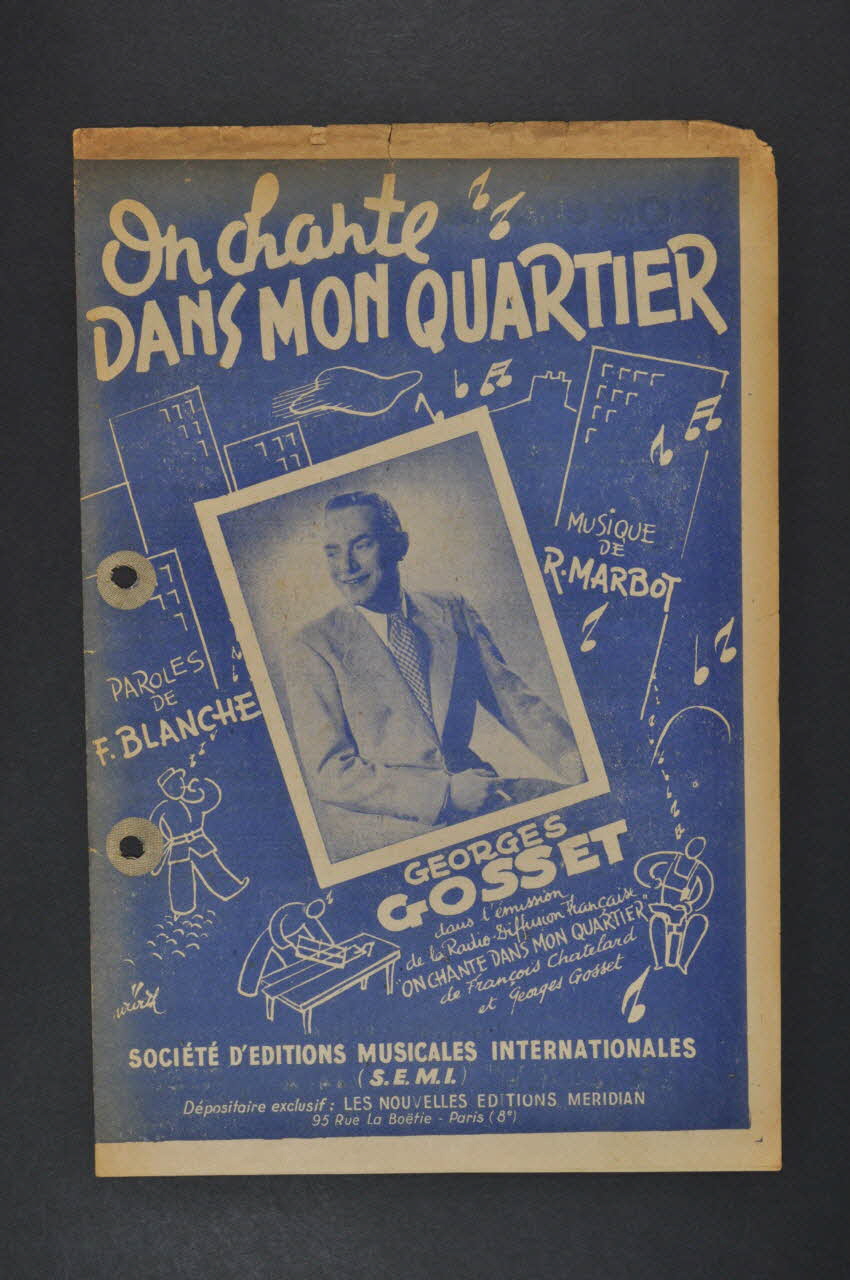 On chante
DANS MON QUARTIER
MUSIQUE
DE
R. MARBOT
PAROLES
DE
F. BLANCHE
GEORGES
GOSSET
dans l'émission
de la Radio-Diffusion Française
"ON CHANTE DANS MON QUARTIER"
de François Chatelard
et Georges Gosset
SOCIÉTÉ D'EDITIONS MUSICALES INTERNATIONALES
(S.E.M.I.)
Dépositaire exclusif : LES NOUVELLES EDITIONS MERIDIAN
95 Rue La Boëtie - Paris (8e)